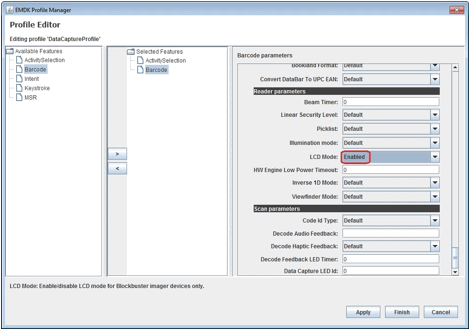 EMDK Profile Manager
Profile Editor
Editing profile 'DataCaptureProfile'
Available Features
ActivitySelection
Barcode
Intent
Keystroke
MSR
>
<
Selected Features
ActivitySelection
Barcode
Barcode parameters
Bookland Format: Default
Convert DataBar To UPC EAN: Default
Reader parameters
Beam Timer: 0
Linear Security Level: Default
Picklist: Default
Illumination mode: Default
LCD Mode: Enabled
HW Engine Low Power Timeout: 0
Inverse 1D Mode: Default
Viewfinder Mode: Default
Scan parameters
Code Id Type: Default
Decode Audio Feedback:
Decode Haptic Feedback: Default
Decode Feedback LED Timer: 0
Data Capture LED Id: 0
LCD Mode: Enable/disable LCD mode for Blockbuster imager devices only.
Apply Finish Cancel